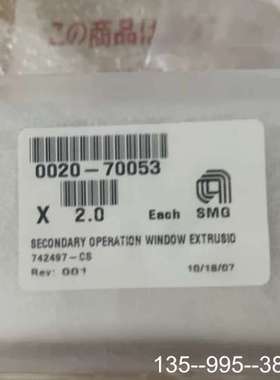 この商品は
0020-70053
X 2.0 Each SMG
SECONDARY OPERATION WINDOW EXTRUSIO
742497-CS
Rev: 001 10/18/07
135--995--38